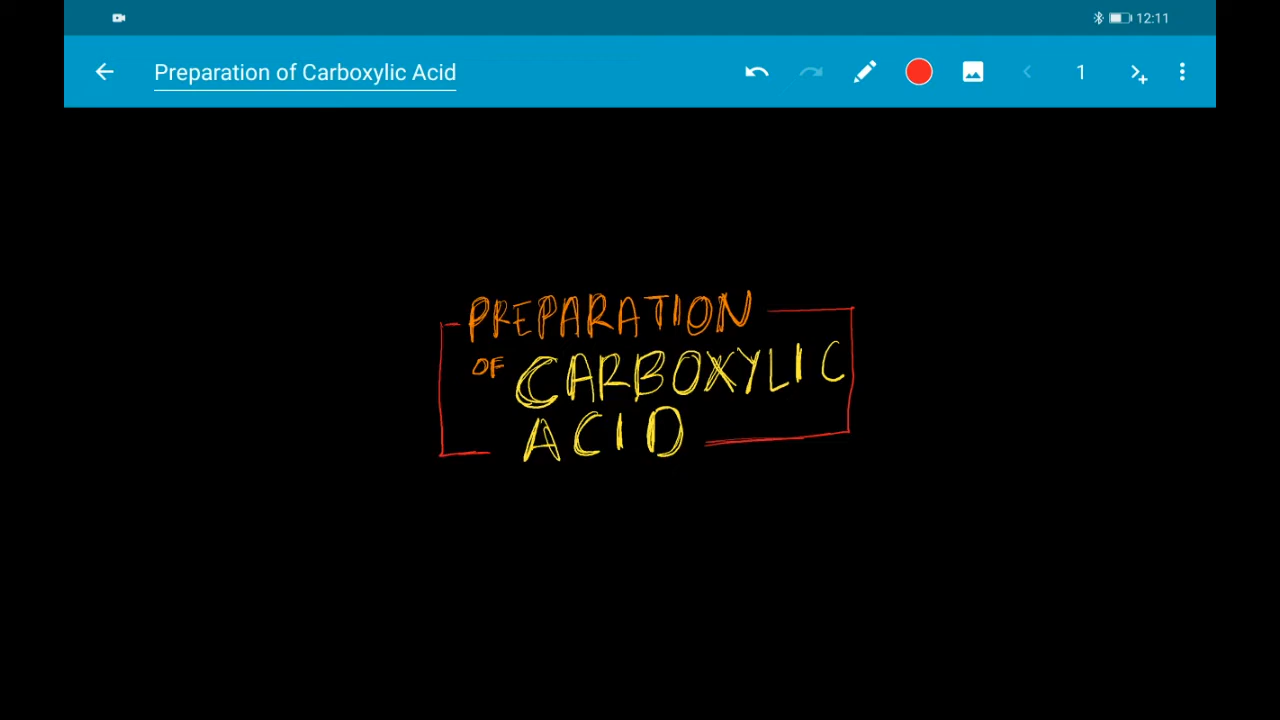 12:11
Preparation of Carboxylic Acid
1
PREPARATION
OF CARBOXYLIC
ACID